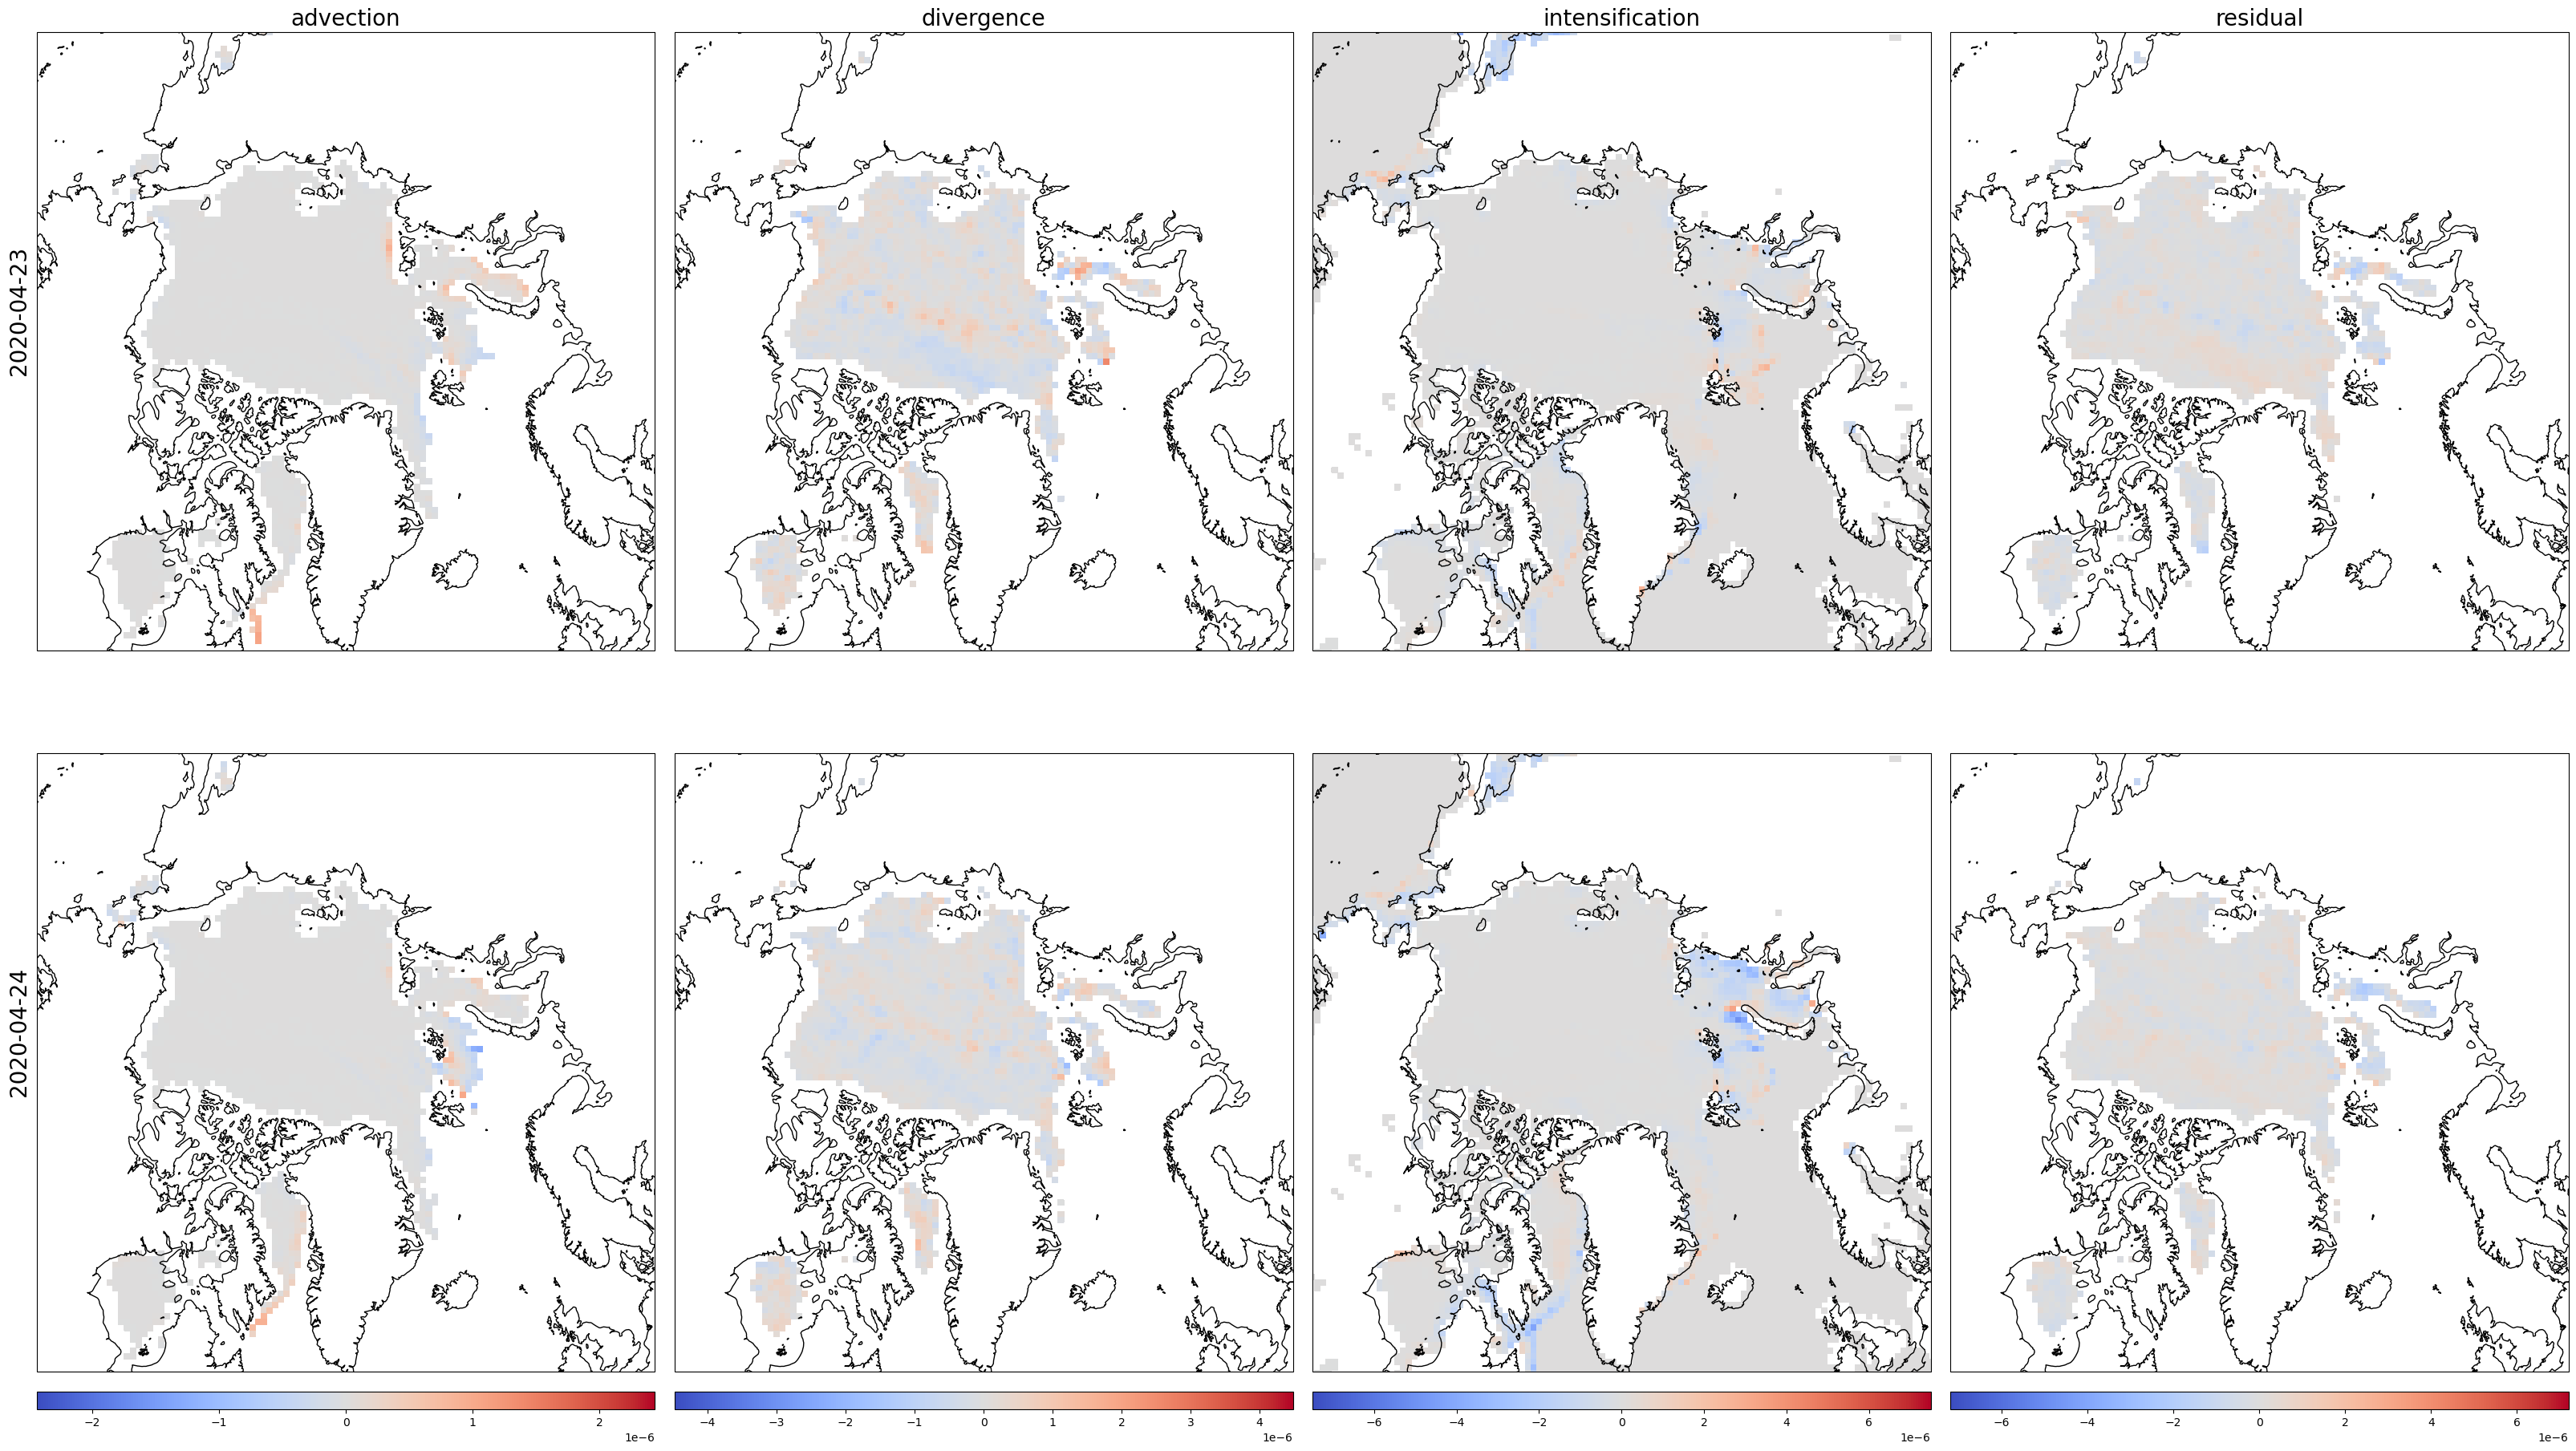 advection divergence intensification residual
2020-04-23
2020-04-24
−2 −1 0 1 2 −4 −3 −2 −1 0 1 2 3 4 −6 −4 −2 0 2 4 6 −6 −4 −2 0 2 4 6
1e−6 1e−6 1e−6 1e−6